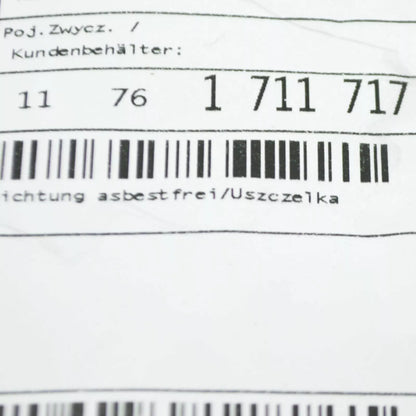 Poj.Zwycz. /
Kundenbehälter:
11 76 1 711 717
ichtung asbestfrei/Uszczelka